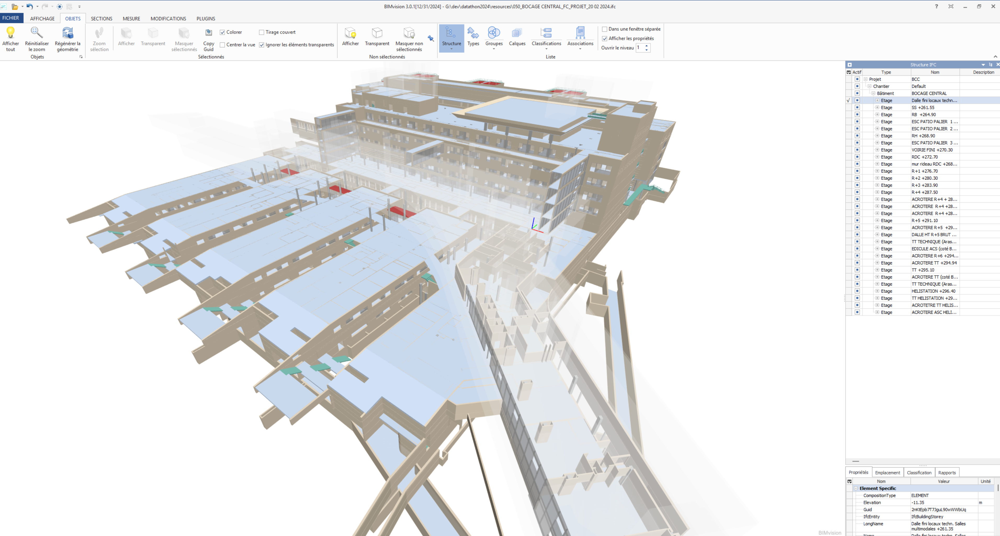 BIMvision 3.0.1[12/31/2024] - G:\dev\datathon2024\resources\050_BOCAGE CENTRAL_FC_PROJET_20 02 2024.ifc
FICHIER AFFICHAGE OBJETS SECTIONS MESURE MODIFICATIONS PLUGINS
Afficher tout
Réinitialiser le zoom
Régénérer la géométrie
Objets
Zoom sélection
Afficher
Transparent
Masquer sélectionnés
Copy Guid
Colorer
Centrer la vue
Tirage couvert
Ignorer les éléments transparents
Sélectionnés
Afficher
Transparent
Masquer non sélectionnés
Non sélectionnés
Structure
Types
Groupes
Calques
Classifications
Associations
Dans une fenêtre séparée
Afficher les propriétés
Ouvrir le niveau 1
Liste
Structure IFC
Actif Type Nom Description
Projet BCC
Chantier Default
Bâtiment BOCAGE CENTRAL
Etage Dalle fini locaux techn...
Etage SS +261.55
Etage RB +264.90
Etage ESC PATIO PALIER 1 ...
Etage ESC PATIO PALIER 2 ...
Etage RH +268.90
Etage ESC PATIO PALIER 3 ...
Etage VOIRIE FINI +270.30
Etage RDC +272.70
Etage mur rideau RDC +268...
Etage R+1 +276.70
Etage R+2 +280.30
Etage R+3 +283.90
Etage R+4 +287.50
Etage ACROTERE R+4 + 28...
Etage ACROTERE R+4 +28...
Etage ACROTERE R+4 +28...
Etage R+5 +291.10
Etage ACROTERE R+5 +29...
Etage DALLE HT R+5 BRUT ...
Etage TT TECHNIQUE (Aras...
Etage EDICULE ACS (coté B...
Etage ACROTERE R+6 +294...
Etage ACROTERE TT +294.94
Etage TT +295.10
Etage ACROTERE TT (coté B...
Etage TT TECHNIQUE (Aras...
Etage HELISTATION +296.40
Etage TT HELISTATION +29...
Etage ACROTETRE TT HELIS...
Etage ACROTERE ASC HELI...
Propriétés Emplacement Classification Rapports
Nom Valeur Unité
Element Specific
CompositionType ELEMENT
Elevation -11.35 m
Guid 2nKtEpb7T7JguL90wWWbUq
IfcEntity IfcBuildingStorey
LongName Dalle fini locaux techn. Salles
multimodales +261.35
Name Dalle fini locaux techn. Salles
BIMvision